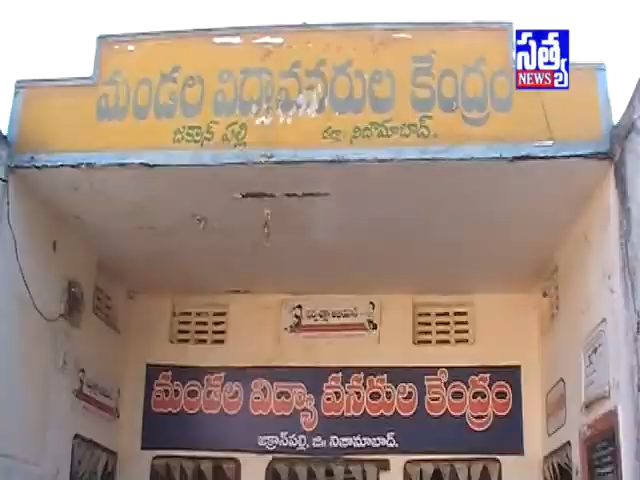 మండల విద్యావనరుల కేంద్రం
జక్రాన్ పల్లి జిల్లా నిజామాబాద్.
సత్య
NEWS
మండల విద్యా వనరుల కేంద్రం
జక్రాన్‌పల్లి, జిః నిజామాబాద్.